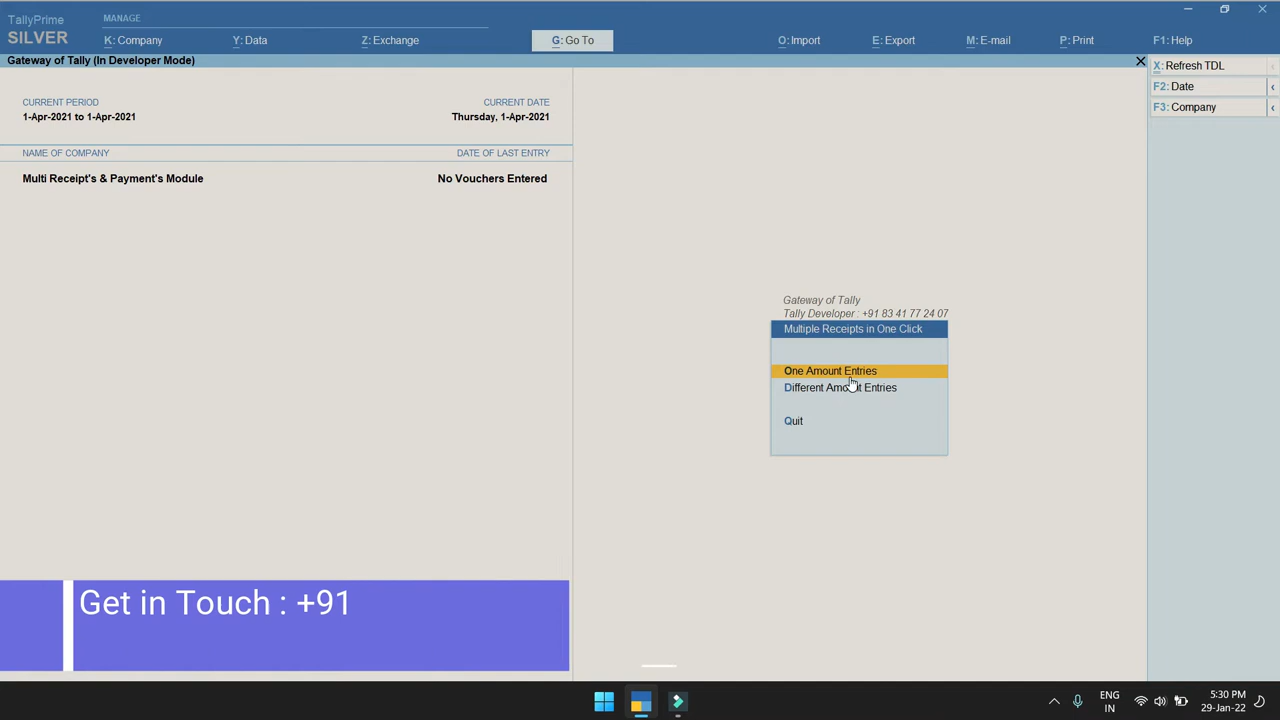 TallyPrime
SILVER
MANAGE
K: Company
Y: Data
Z: Exchange
G: Go To
O: Import
E: Export
M: E-mail
P: Print
F1: Help
Gateway of Tally (In Developer Mode)
X: Refresh TDL
F2: Date
F3: Company
CURRENT PERIOD
CURRENT DATE
1-Apr-2021 to 1-Apr-2021
Thursday, 1-Apr-2021
NAME OF COMPANY
DATE OF LAST ENTRY
Multi Receipt's & Payment's Module
No Vouchers Entered
Gateway of Tally
Tally Developer : +91 83 41 77 24 07
Multiple Receipts in One Click
One Amount Entries
Different Amount Entries
Quit
Get in Touch : +91
ENG
IN
5:30 PM
29-Jan-22